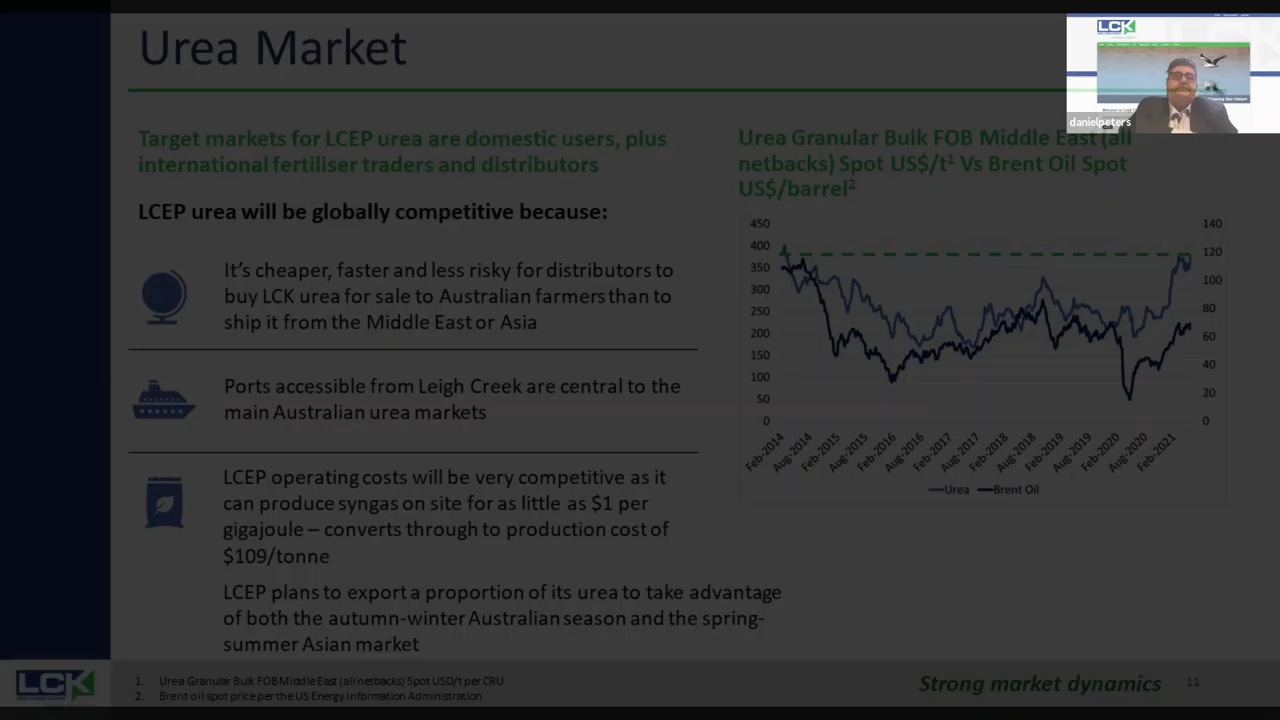 Urea Market
Target markets for LCEP urea are domestic users, plus
international fertiliser traders and distributors
LCEP urea will be globally competitive because:
It's cheaper, faster and less risky for distributors to
buy LCK urea for sale to Australian farmers than to
ship it from the Middle East or Asia
Ports accessible from Leigh Creek are central to the
main Australian urea markets
LCEP operating costs will be very competitive as it
can produce syngas on site for as little as $1 per
gigajoule – converts through to production cost of
$109/tonne
LCEP plans to export a proportion of its urea to take advantage
of both the autumn-winter Australian season and the spring-
summer Asian market
LCK
danielpeters
Urea Granular Bulk FOB Middle East (all
netbacks) Spot US$/t¹ Vs Brent Oil Spot
US$/barrel²
450
400
350
300
250
200
150
100
50
0
140
120
100
80
60
40
20
0
Feb-2014
Aug-2014
Feb-2015
Aug-2015
Feb-2016
Aug-2016
Feb-2017
Aug-2017
Feb-2018
Aug-2018
Feb-2019
Aug-2019
Feb-2020
Aug-2020
Feb-2021
Urea Brent Oil
LCK
1. Urea Granular Bulk FOB Middle East (all netbacks) Spot USD/t per CRU
2. Brent oil spot price per the US Energy Information Administration
Strong market dynamics 11